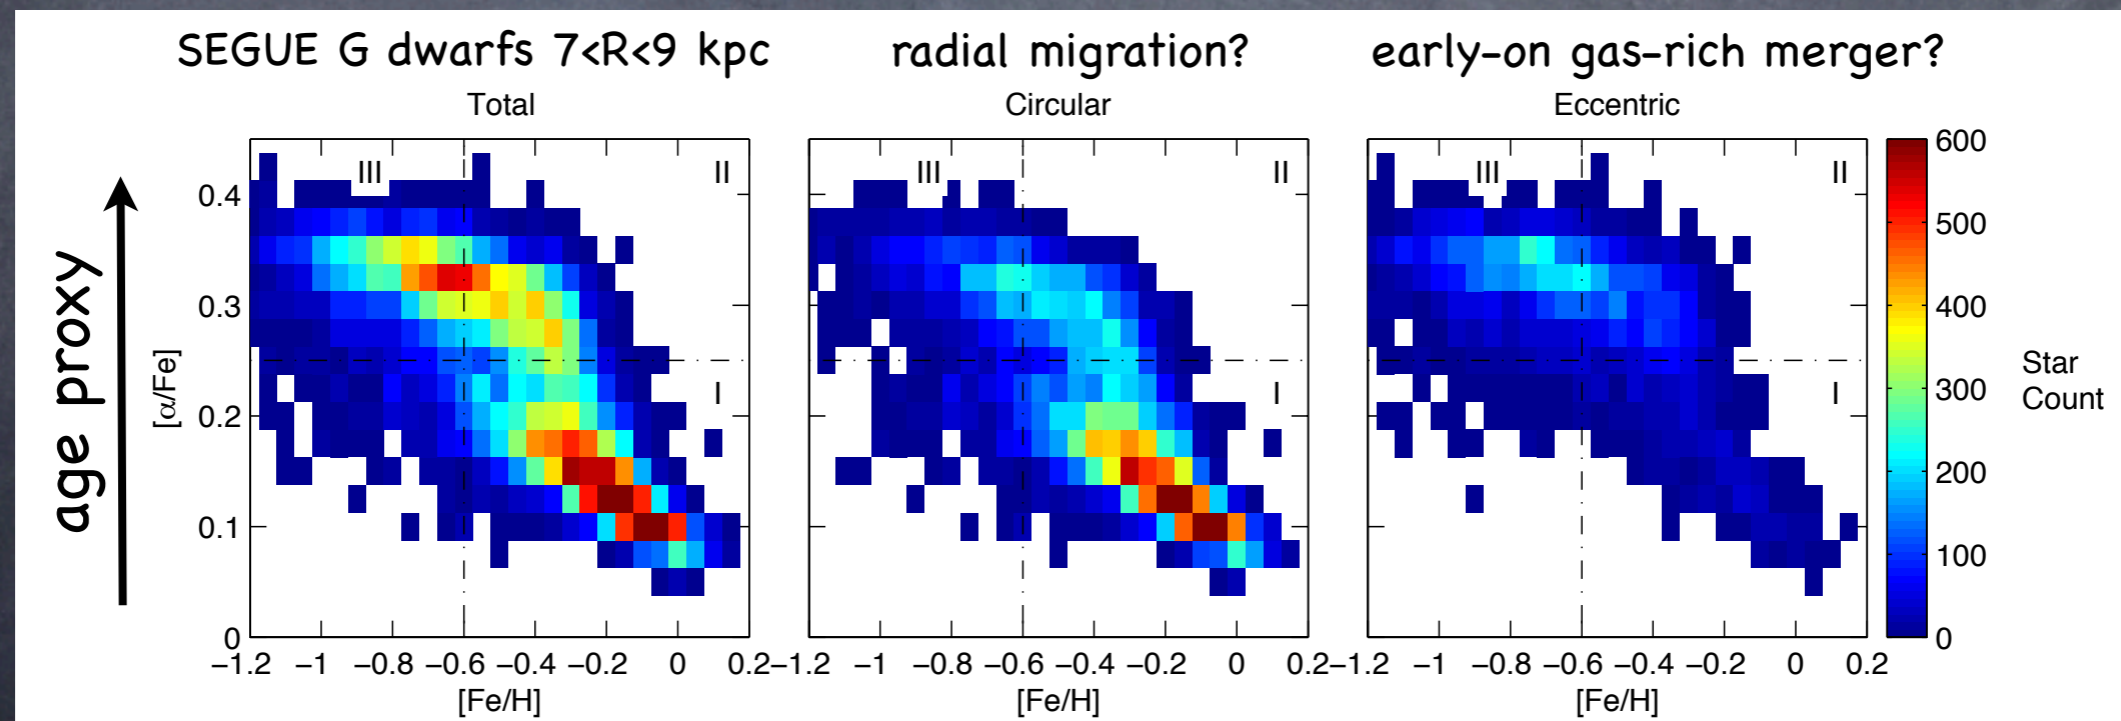 SEGUE G dwarfs 7<R<9 kpc
radial migration?
early-on gas-rich merger?
Total
Circular
Eccentric
age proxy
[α/Fe]
0.4
0.3
0.2
0.1
0
III
II
I
III
II
I
III
II
I
−1.2 −1 −0.8 −0.6 −0.4 −0.2 0 0.2
−1.2 −1 −0.8 −0.6 −0.4 −0.2 0 0.2
−1.2 −1 −0.8 −0.6 −0.4 −0.2 0 0.2
[Fe/H]
[Fe/H]
[Fe/H]
600
500
400
300
200
100
0
Star
Count